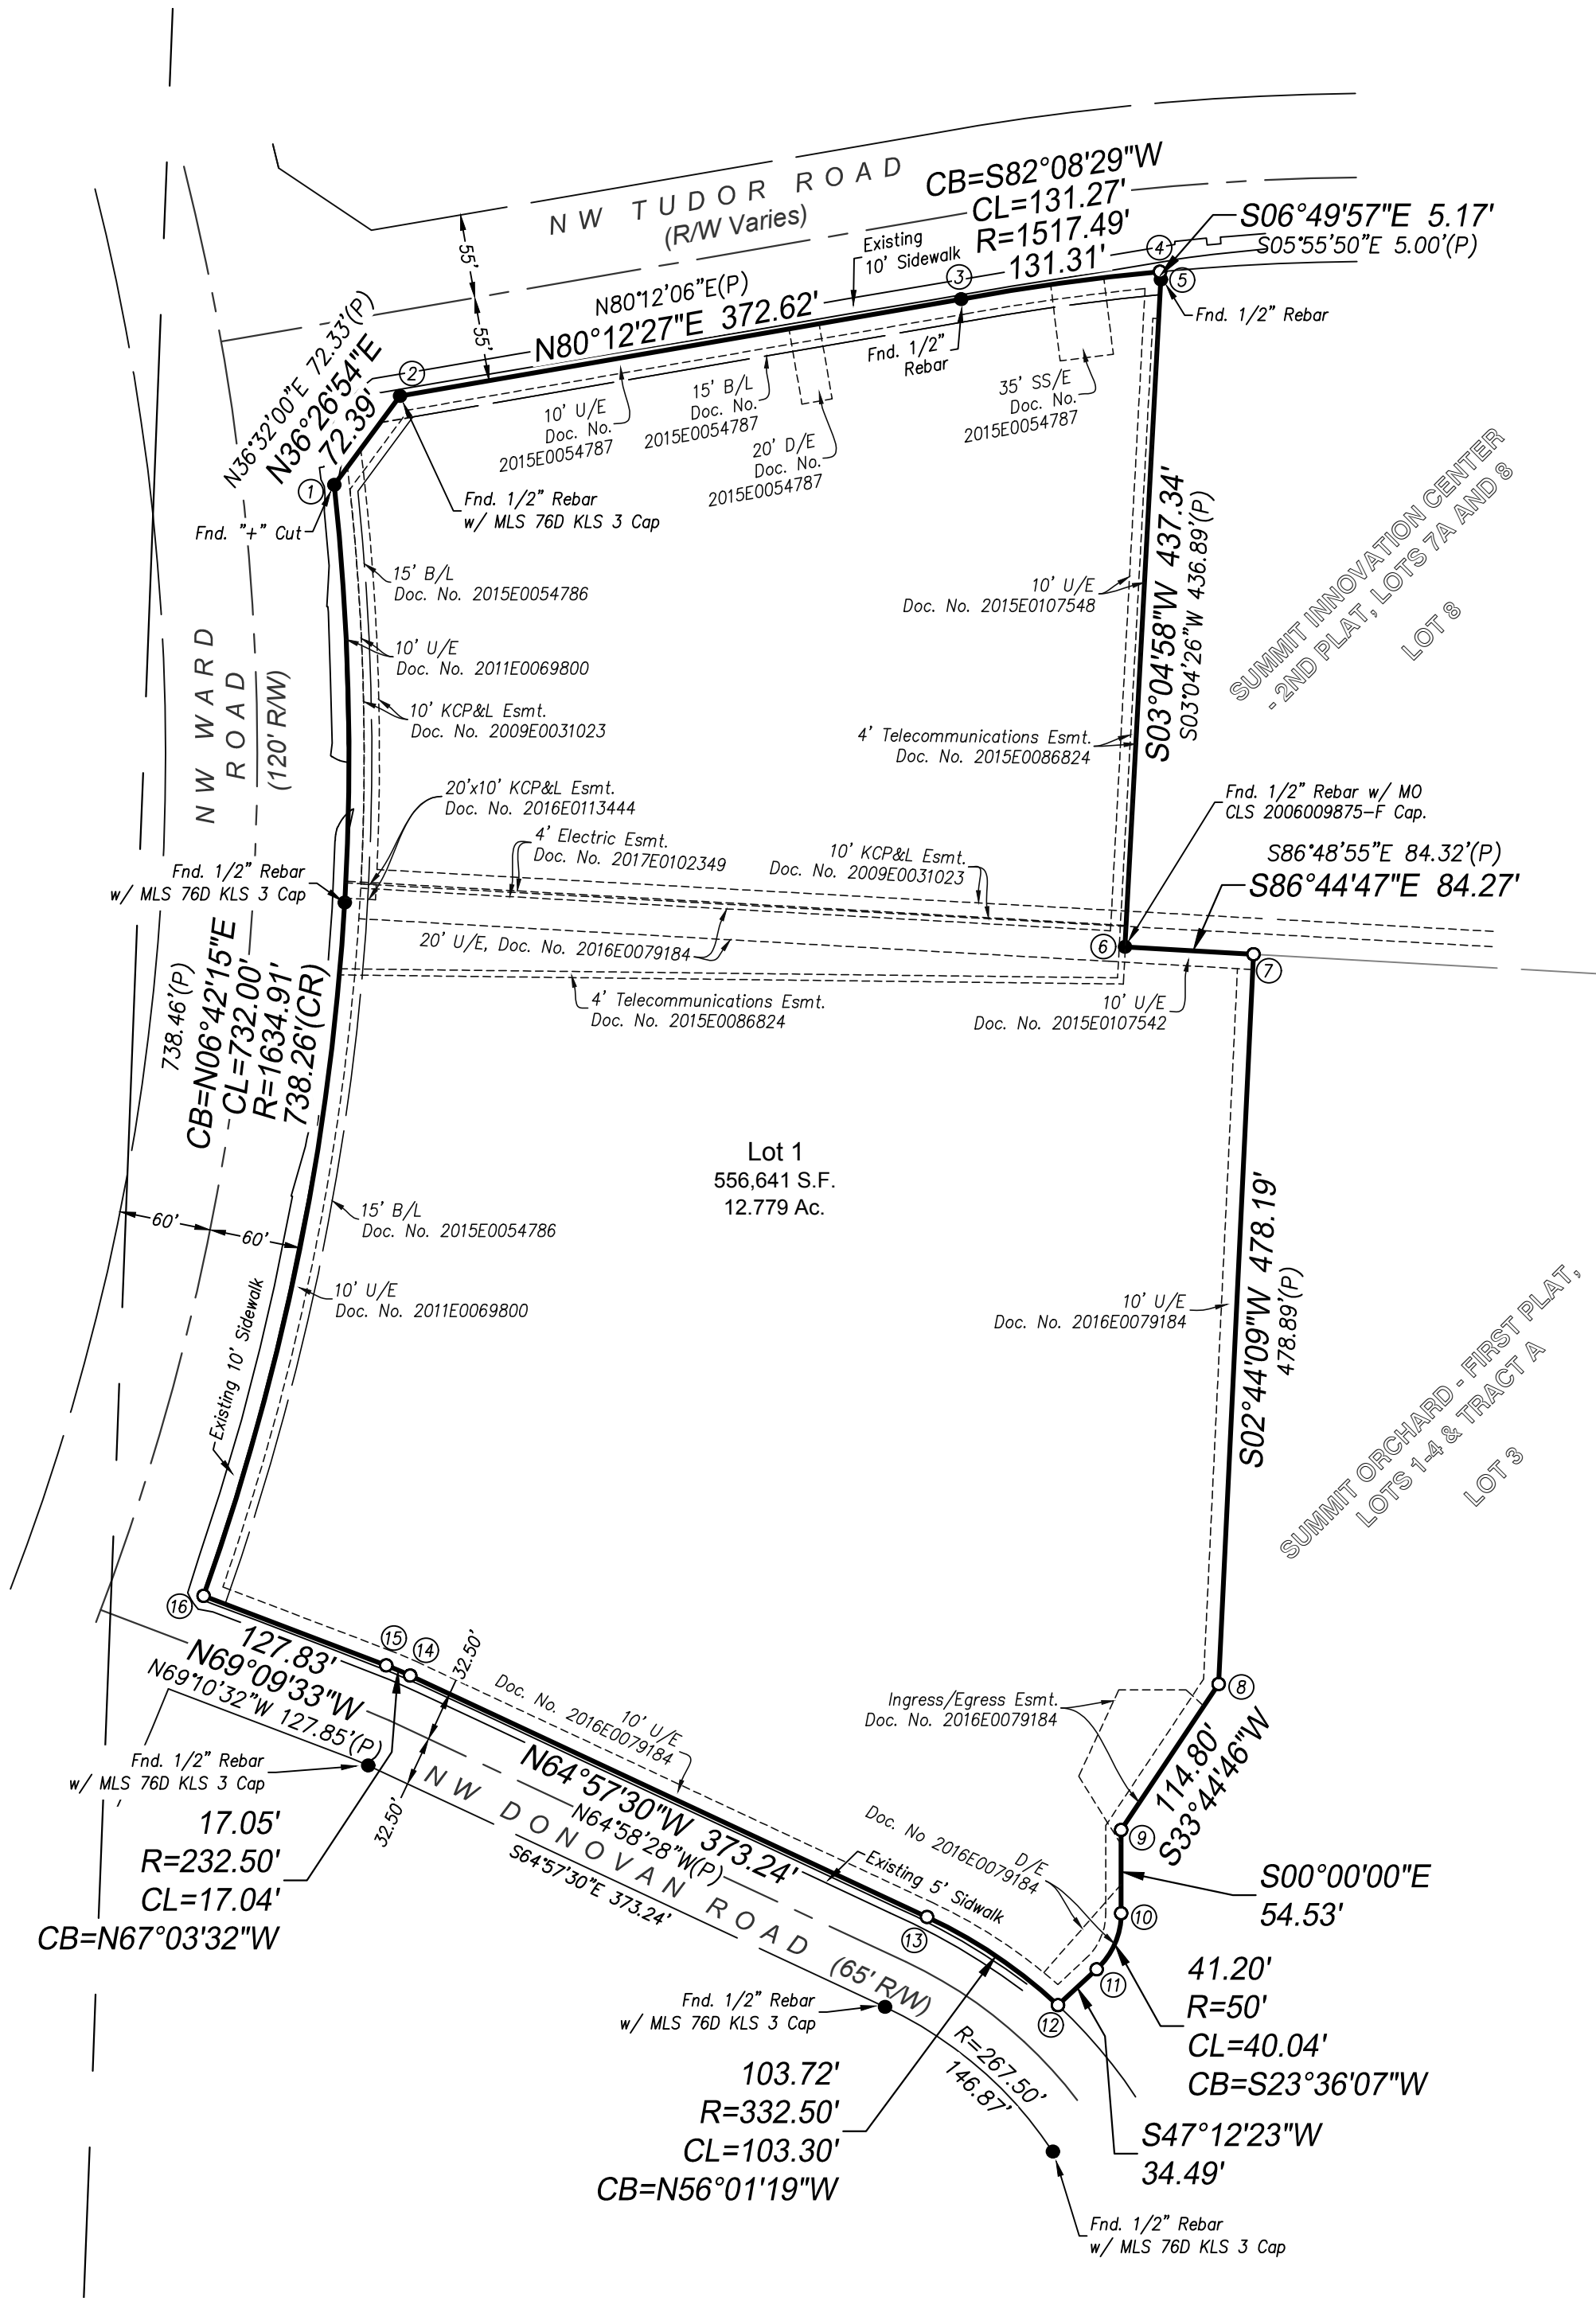 NW TUDOR ROAD
(R/W Varies)
CB=S82°08'29"W
CL=131.27'
R=1517.49'
131.31'
S06°49'57"E 5.17'
S05°55'50"E 5.00'(P)
Existing
10' Sidewalk
55'
55'
3
4
5
Fnd. 1/2" Rebar
N80°12'06"E(P)
N80°12'27"E 372.62'
Fnd. 1/2"
Rebar
N36°32'00"E 72.33'(P)
N36°26'54"E
72.39'
2
1
10' U/E
Doc. No.
2015E0054787
15' B/L
Doc. No.
2015E0054787
20' D/E
Doc. No.
2015E0054787
35' SS/E
Doc. No.
2015E0054787
Fnd. "+" Cut
Fnd. 1/2" Rebar
w/ MLS 76D KLS 3 Cap
15' B/L
Doc. No. 2015E0054786
10' U/E
Doc. No. 2011E0069800
10' KCP&L Esmt.
Doc. No. 2009E0031023
10' U/E
Doc. No. 2015E0107548
4' Telecommunications Esmt.
Doc. No. 2015E0086824
S03°04'58"W 437.34'
S03°04'26"W 436.89'(P)
SUMMIT INNOVATION CENTER
- 2ND PLAT, LOTS 7A AND 8
LOT 8
NW WARD
ROAD
(120' R/W)
20'x10' KCP&L Esmt.
Doc. No. 2016E0113444
4' Electric Esmt.
Doc. No. 2017E0102349
10' KCP&L Esmt.
Doc. No. 2009E0031023
Fnd. 1/2" Rebar w/ MO
CLS 2006009875-F Cap.
S86°48'55"E 84.32'(P)
S86°44'47"E 84.27'
Fnd. 1/2" Rebar
w/ MLS 76D KLS 3 Cap
20' U/E, Doc. No. 2016E0079184
6
7
4' Telecommunications Esmt.
Doc. No. 2015E0086824
10' U/E
Doc. No. 2015E0107542
738.46'(P)
CB=N06°42'15"E
CL=732.00'
R=1634.91'
738.26'(CR)
Lot 1
556,641 S.F.
12.779 Ac.
60'
60'
15' B/L
Doc. No. 2015E0054786
10' U/E
Doc. No. 2011E0069800
Existing 10' Sidewalk
10' U/E
Doc. No. 2016E0079184
S02°44'09"W 478.19'
478.89'(P)
SUMMIT ORCHARD - FIRST PLAT,
LOTS 1-4 & TRACT A
LOT 3
16
15
14
127.83'
N69°09'33"W
N69°10'32"W 127.85'(P)
32.50'
32.50'
Doc. No. 2016E0079184
10' U/E
Ingress/Egress Esmt.
Doc. No. 2016E0079184
8
114.80'
S33°44'46"W
9
Fnd. 1/2" Rebar
w/ MLS 76D KLS 3 Cap
17.05'
R=232.50'
CL=17.04'
CB=N67°03'32"W
N64°57'30"W 373.24'
N64°58'28"W(P)
NW DONOVAN ROAD (65' R/W)
S64°57'30"E 373.24'
Existing 5' Sidwalk
Doc. No 2016E0079184
D/E
S00°00'00"E
54.53'
10
13
11
12
41.20'
R=50'
CL=40.04'
CB=S23°36'07"W
Fnd. 1/2" Rebar
w/ MLS 76D KLS 3 Cap
R=267.50'
146.87'
103.72'
R=332.50'
CL=103.30'
CB=N56°01'19"W
S47°12'23"W
34.49'
Fnd. 1/2" Rebar
w/ MLS 76D KLS 3 Cap